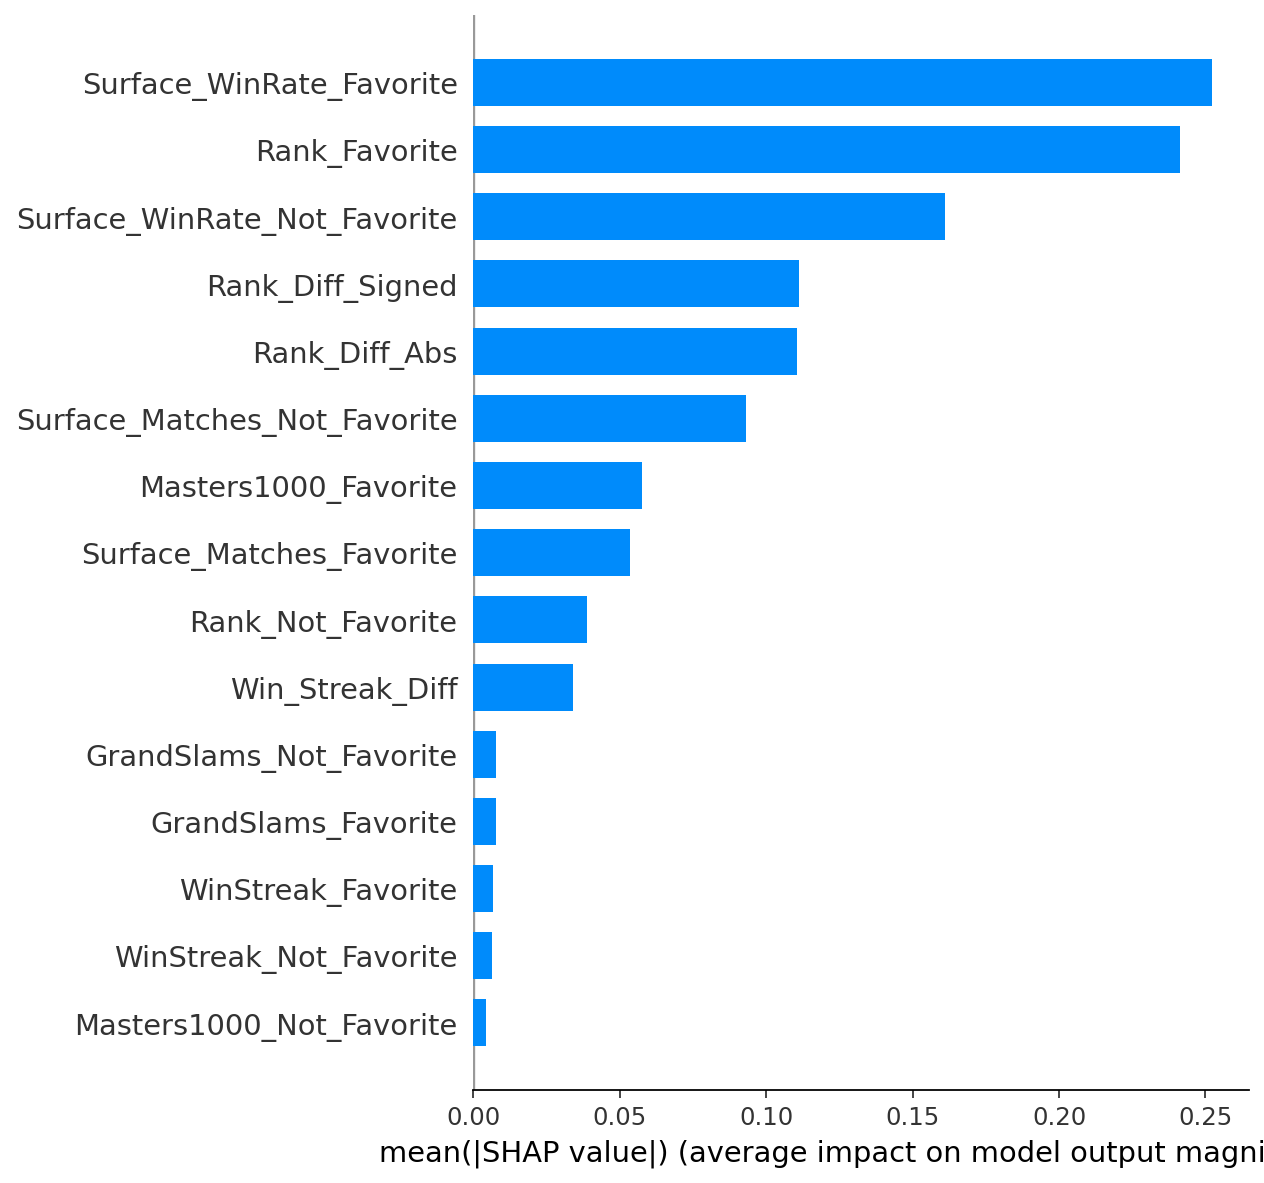 Surface_WinRate_Favorite
Rank_Favorite
Surface_WinRate_Not_Favorite
Rank_Diff_Signed
Rank_Diff_Abs
Surface_Matches_Not_Favorite
Masters1000_Favorite
Surface_Matches_Favorite
Rank_Not_Favorite
Win_Streak_Diff
GrandSlams_Not_Favorite
GrandSlams_Favorite
WinStreak_Favorite
WinStreak_Not_Favorite
Masters1000_Not_Favorite
0.00 0.05 0.10 0.15 0.20 0.25
mean(|SHAP value|) (average impact on model output magni